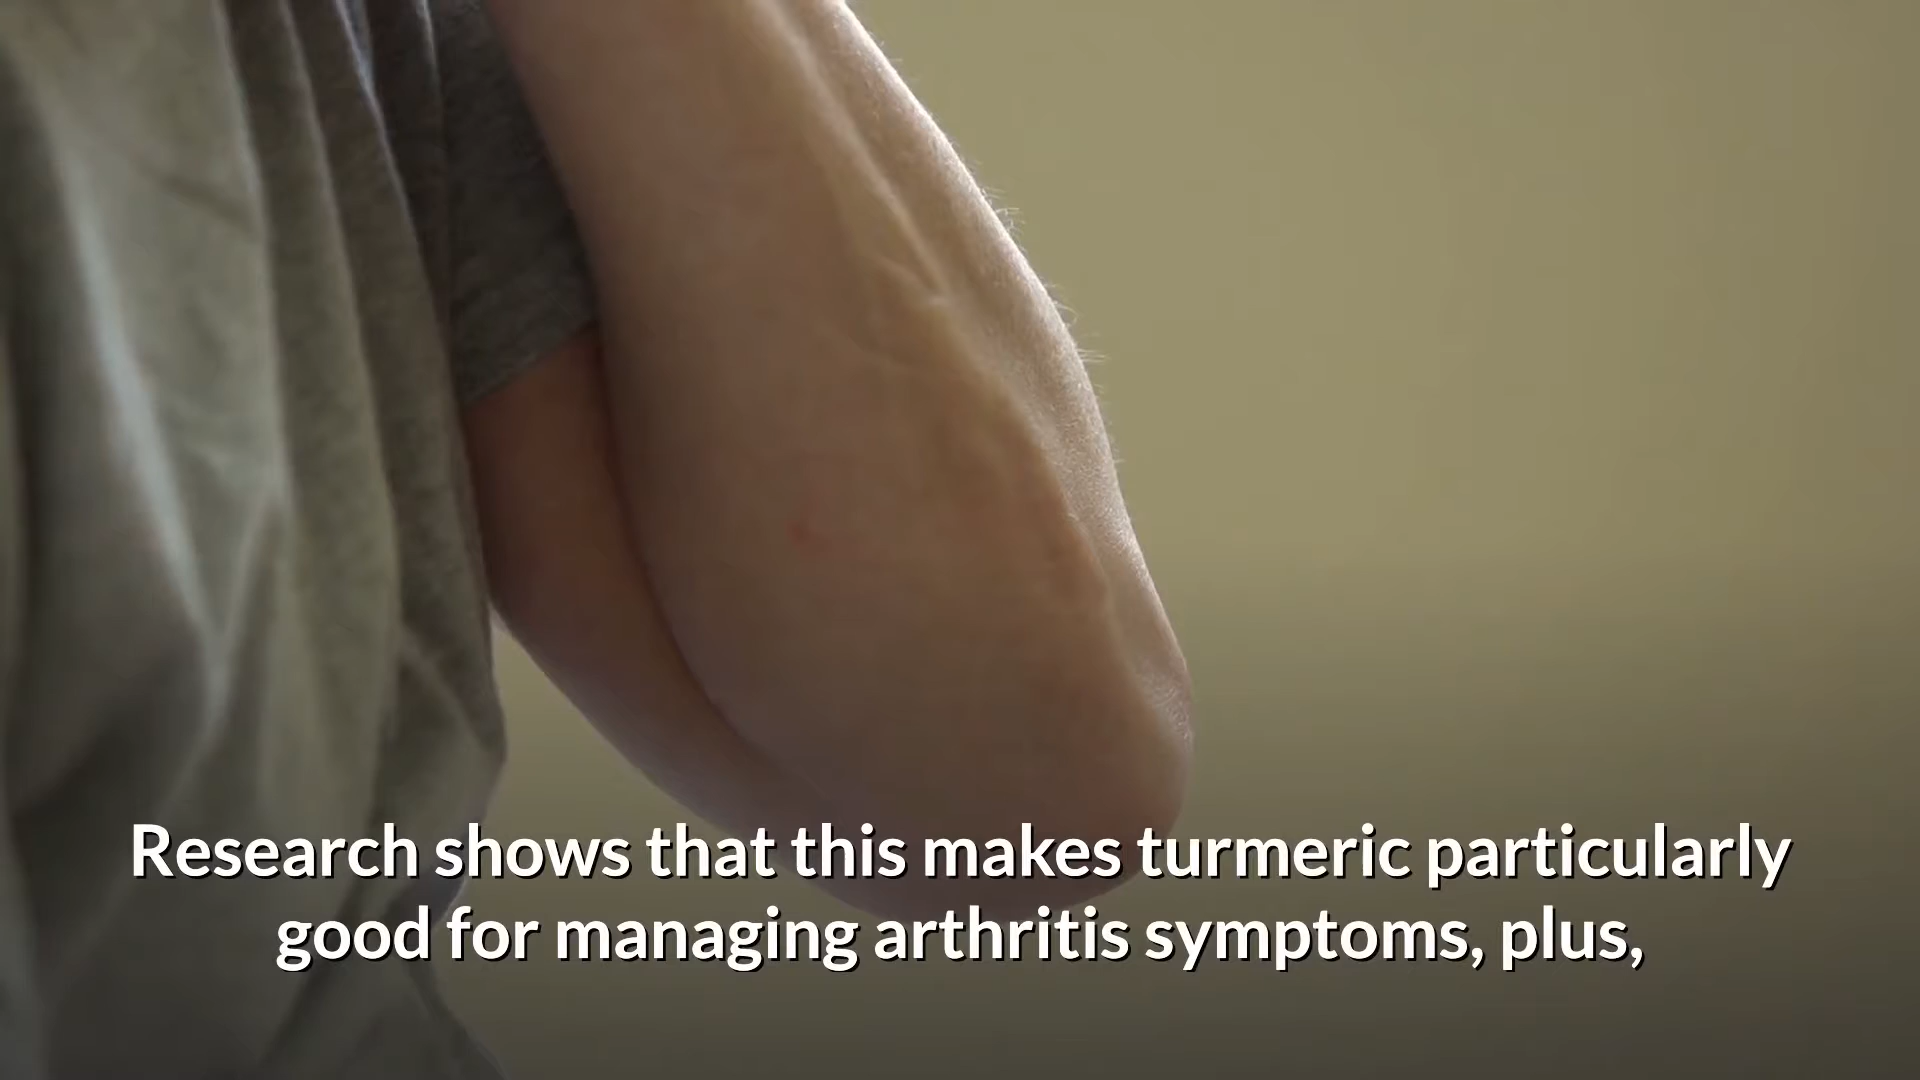 Research shows that this makes turmeric particularly
good for managing arthritis symptoms, plus,